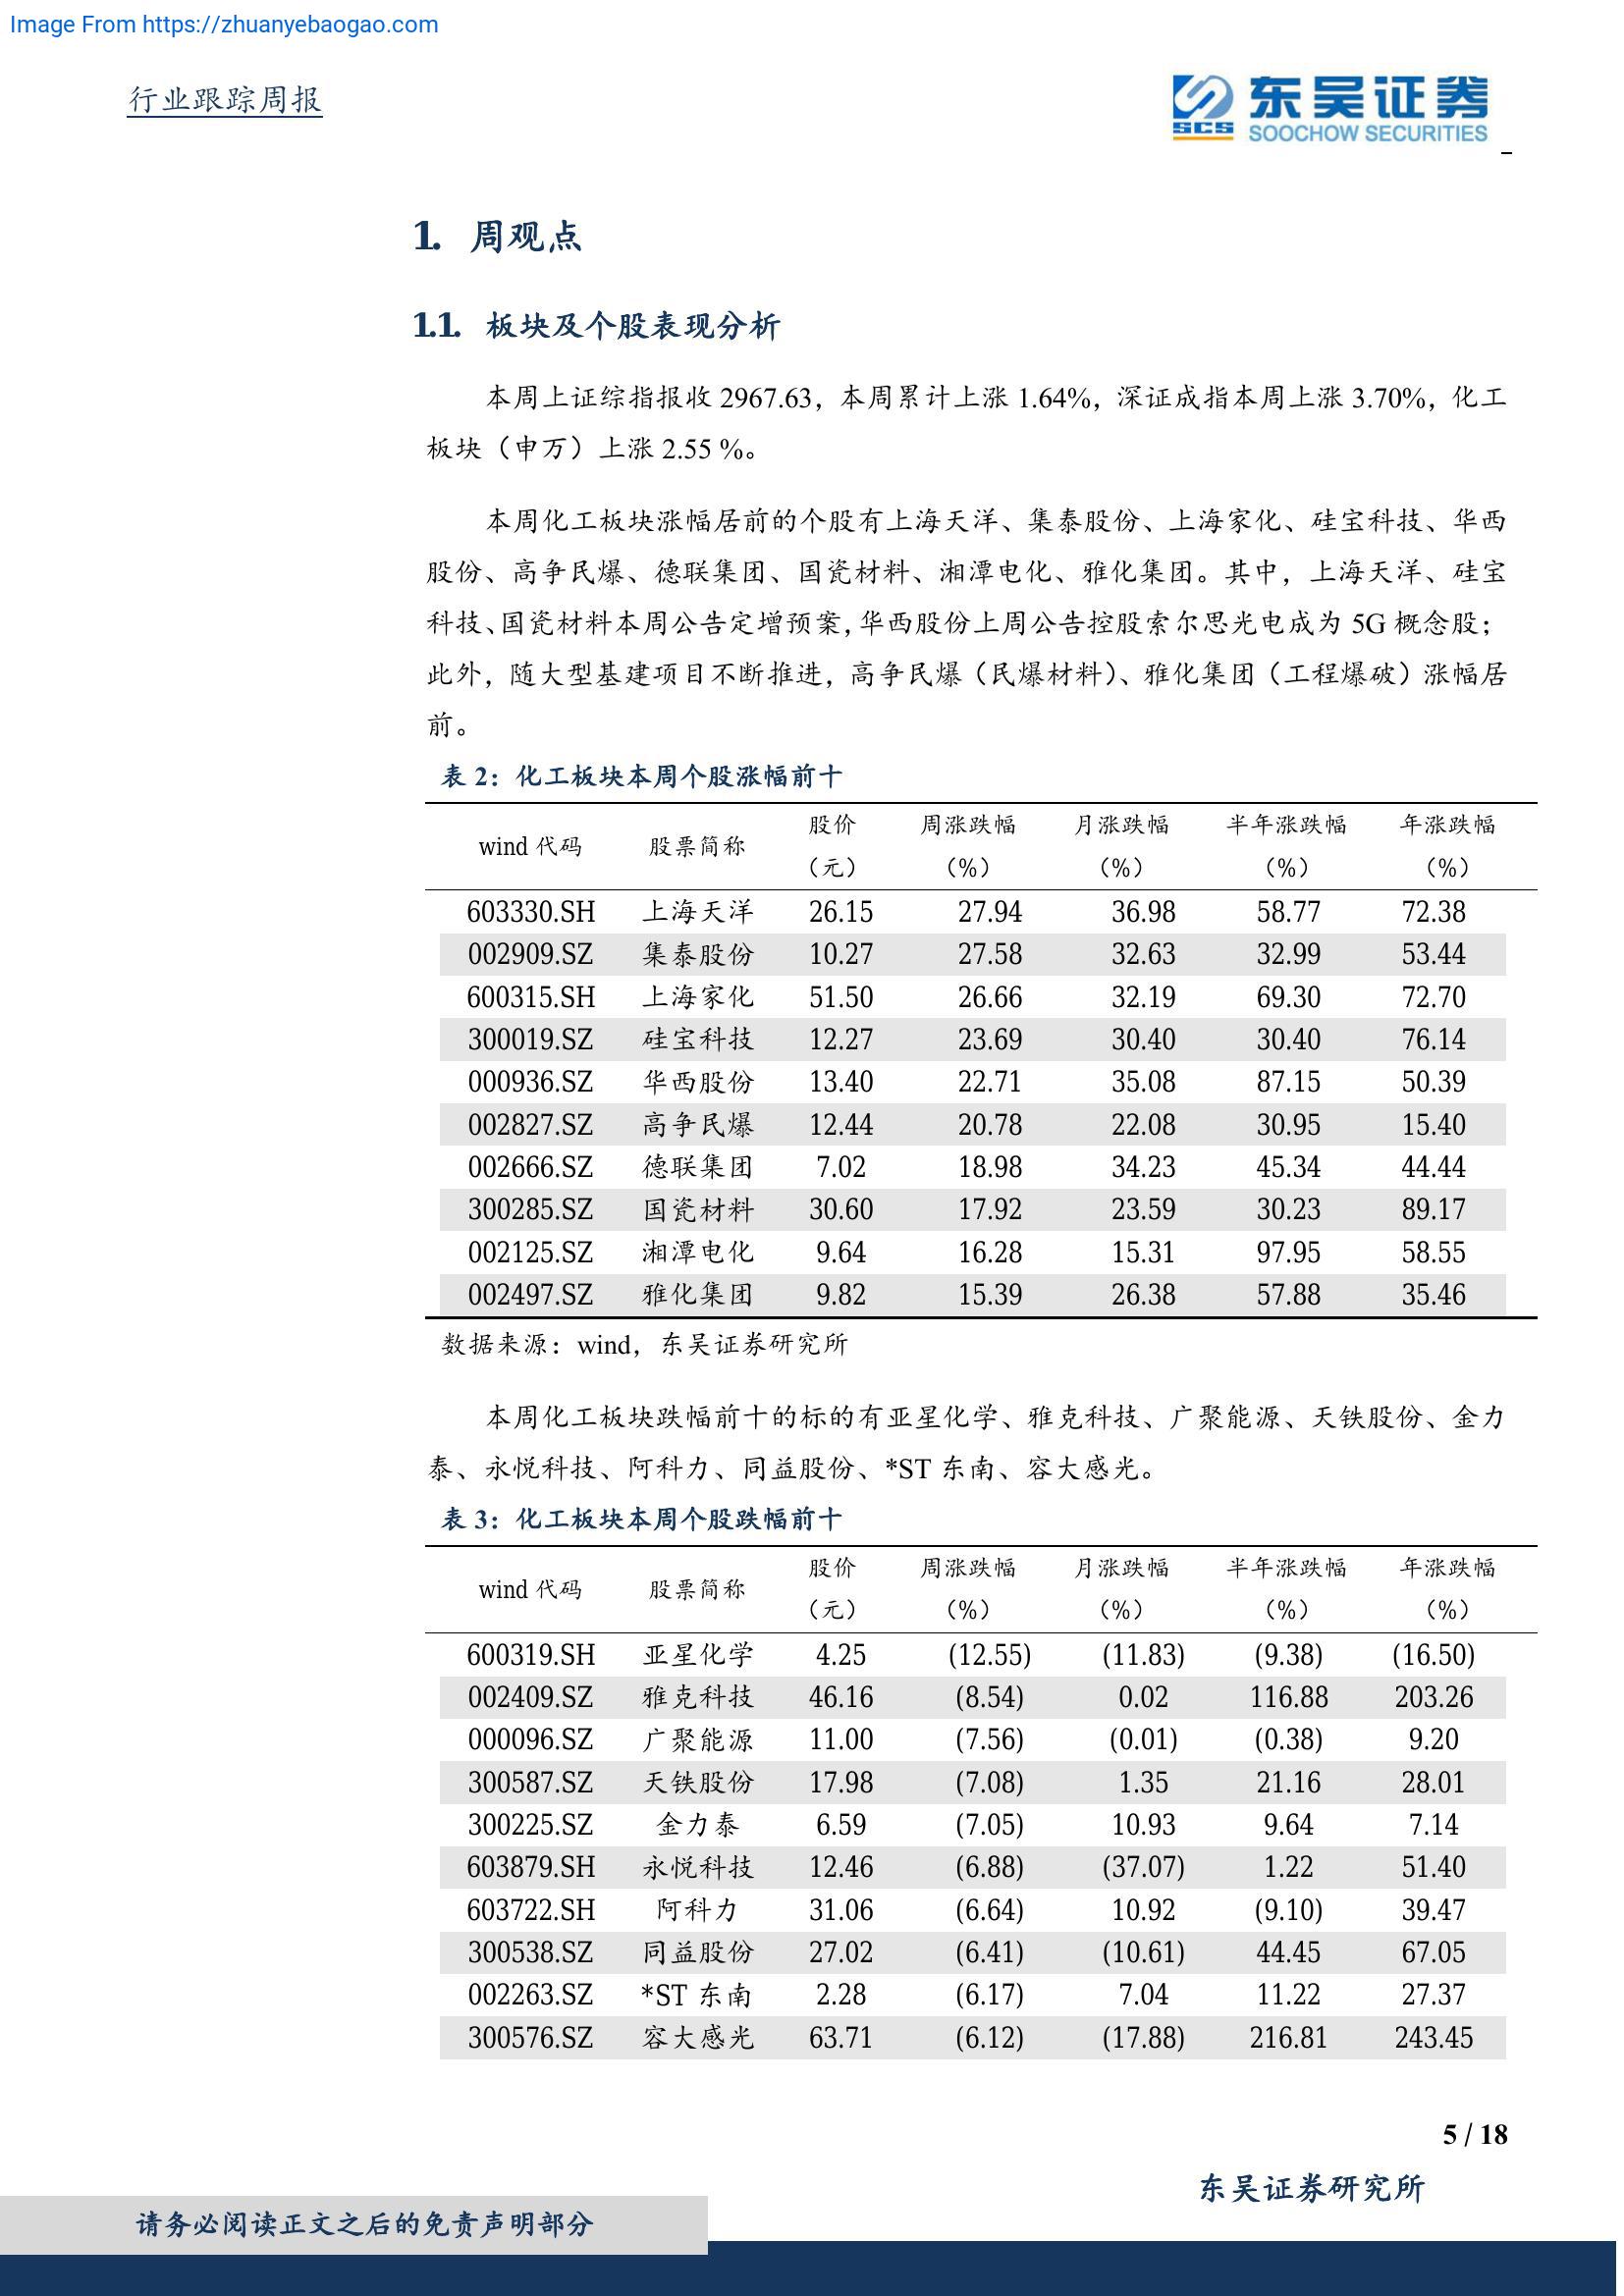 Image From https://zhuanyebaogao.com
行业跟踪周报
东吴证券
SCS SOOCHOW SECURITIES
1. 周观点
1.1. 板块及个股表现分析
本周上证综指报收 2967.63，本周累计上涨 1.64%，深证成指本周上涨 3.70%，化工
板块（申万）上涨 2.55 %。
本周化工板块涨幅居前的个股有上海天洋、集泰股份、上海家化、硅宝科技、华西
股份、高争民爆、德联集团、国瓷材料、湘潭电化、雅化集团。其中，上海天洋、硅宝
科技、国瓷材料本周公告定增预案，华西股份上周公告控股索尔思光电成为 5G 概念股；
此外，随大型基建项目不断推进，高争民爆（民爆材料）、雅化集团（工程爆破）涨幅居
前。
表 2：化工板块本周个股涨幅前十
wind 代码 股票简称 股价 周涨跌幅 月涨跌幅 半年涨跌幅 年涨跌幅
（元） （%） （%） （%） （%）
603330.SH 上海天洋 26.15 27.94 36.98 58.77 72.38
002909.SZ 集泰股份 10.27 27.58 32.63 32.99 53.44
600315.SH 上海家化 51.50 26.66 32.19 69.30 72.70
300019.SZ 硅宝科技 12.27 23.69 30.40 30.40 76.14
000936.SZ 华西股份 13.40 22.71 35.08 87.15 50.39
002827.SZ 高争民爆 12.44 20.78 22.08 30.95 15.40
002666.SZ 德联集团 7.02 18.98 34.23 45.34 44.44
300285.SZ 国瓷材料 30.60 17.92 23.59 30.23 89.17
002125.SZ 湘潭电化 9.64 16.28 15.31 97.95 58.55
002497.SZ 雅化集团 9.82 15.39 26.38 57.88 35.46
数据来源：wind，东吴证券研究所
本周化工板块跌幅前十的标的有亚星化学、雅克科技、广聚能源、天铁股份、金力
泰、永悦科技、阿科力、同益股份、*ST 东南、容大感光。
表 3：化工板块本周个股跌幅前十
wind 代码 股票简称 股价 周涨跌幅 月涨跌幅 半年涨跌幅 年涨跌幅
（元） （%） （%） （%） （%）
600319.SH 亚星化学 4.25 (12.55) (11.83) (9.38) (16.50)
002409.SZ 雅克科技 46.16 (8.54) 0.02 116.88 203.26
000096.SZ 广聚能源 11.00 (7.56) (0.01) (0.38) 9.20
300587.SZ 天铁股份 17.98 (7.08) 1.35 21.16 28.01
300225.SZ 金力泰 6.59 (7.05) 10.93 9.64 7.14
603879.SH 永悦科技 12.46 (6.88) (37.07) 1.22 51.40
603722.SH 阿科力 31.06 (6.64) 10.92 (9.10) 39.47
300538.SZ 同益股份 27.02 (6.41) (10.61) 44.45 67.05
002263.SZ *ST 东南 2.28 (6.17) 7.04 11.22 27.37
300576.SZ 容大感光 63.71 (6.12) (17.88) 216.81 243.45
5 / 18
东吴证券研究所
请务必阅读正文之后的免责声明部分